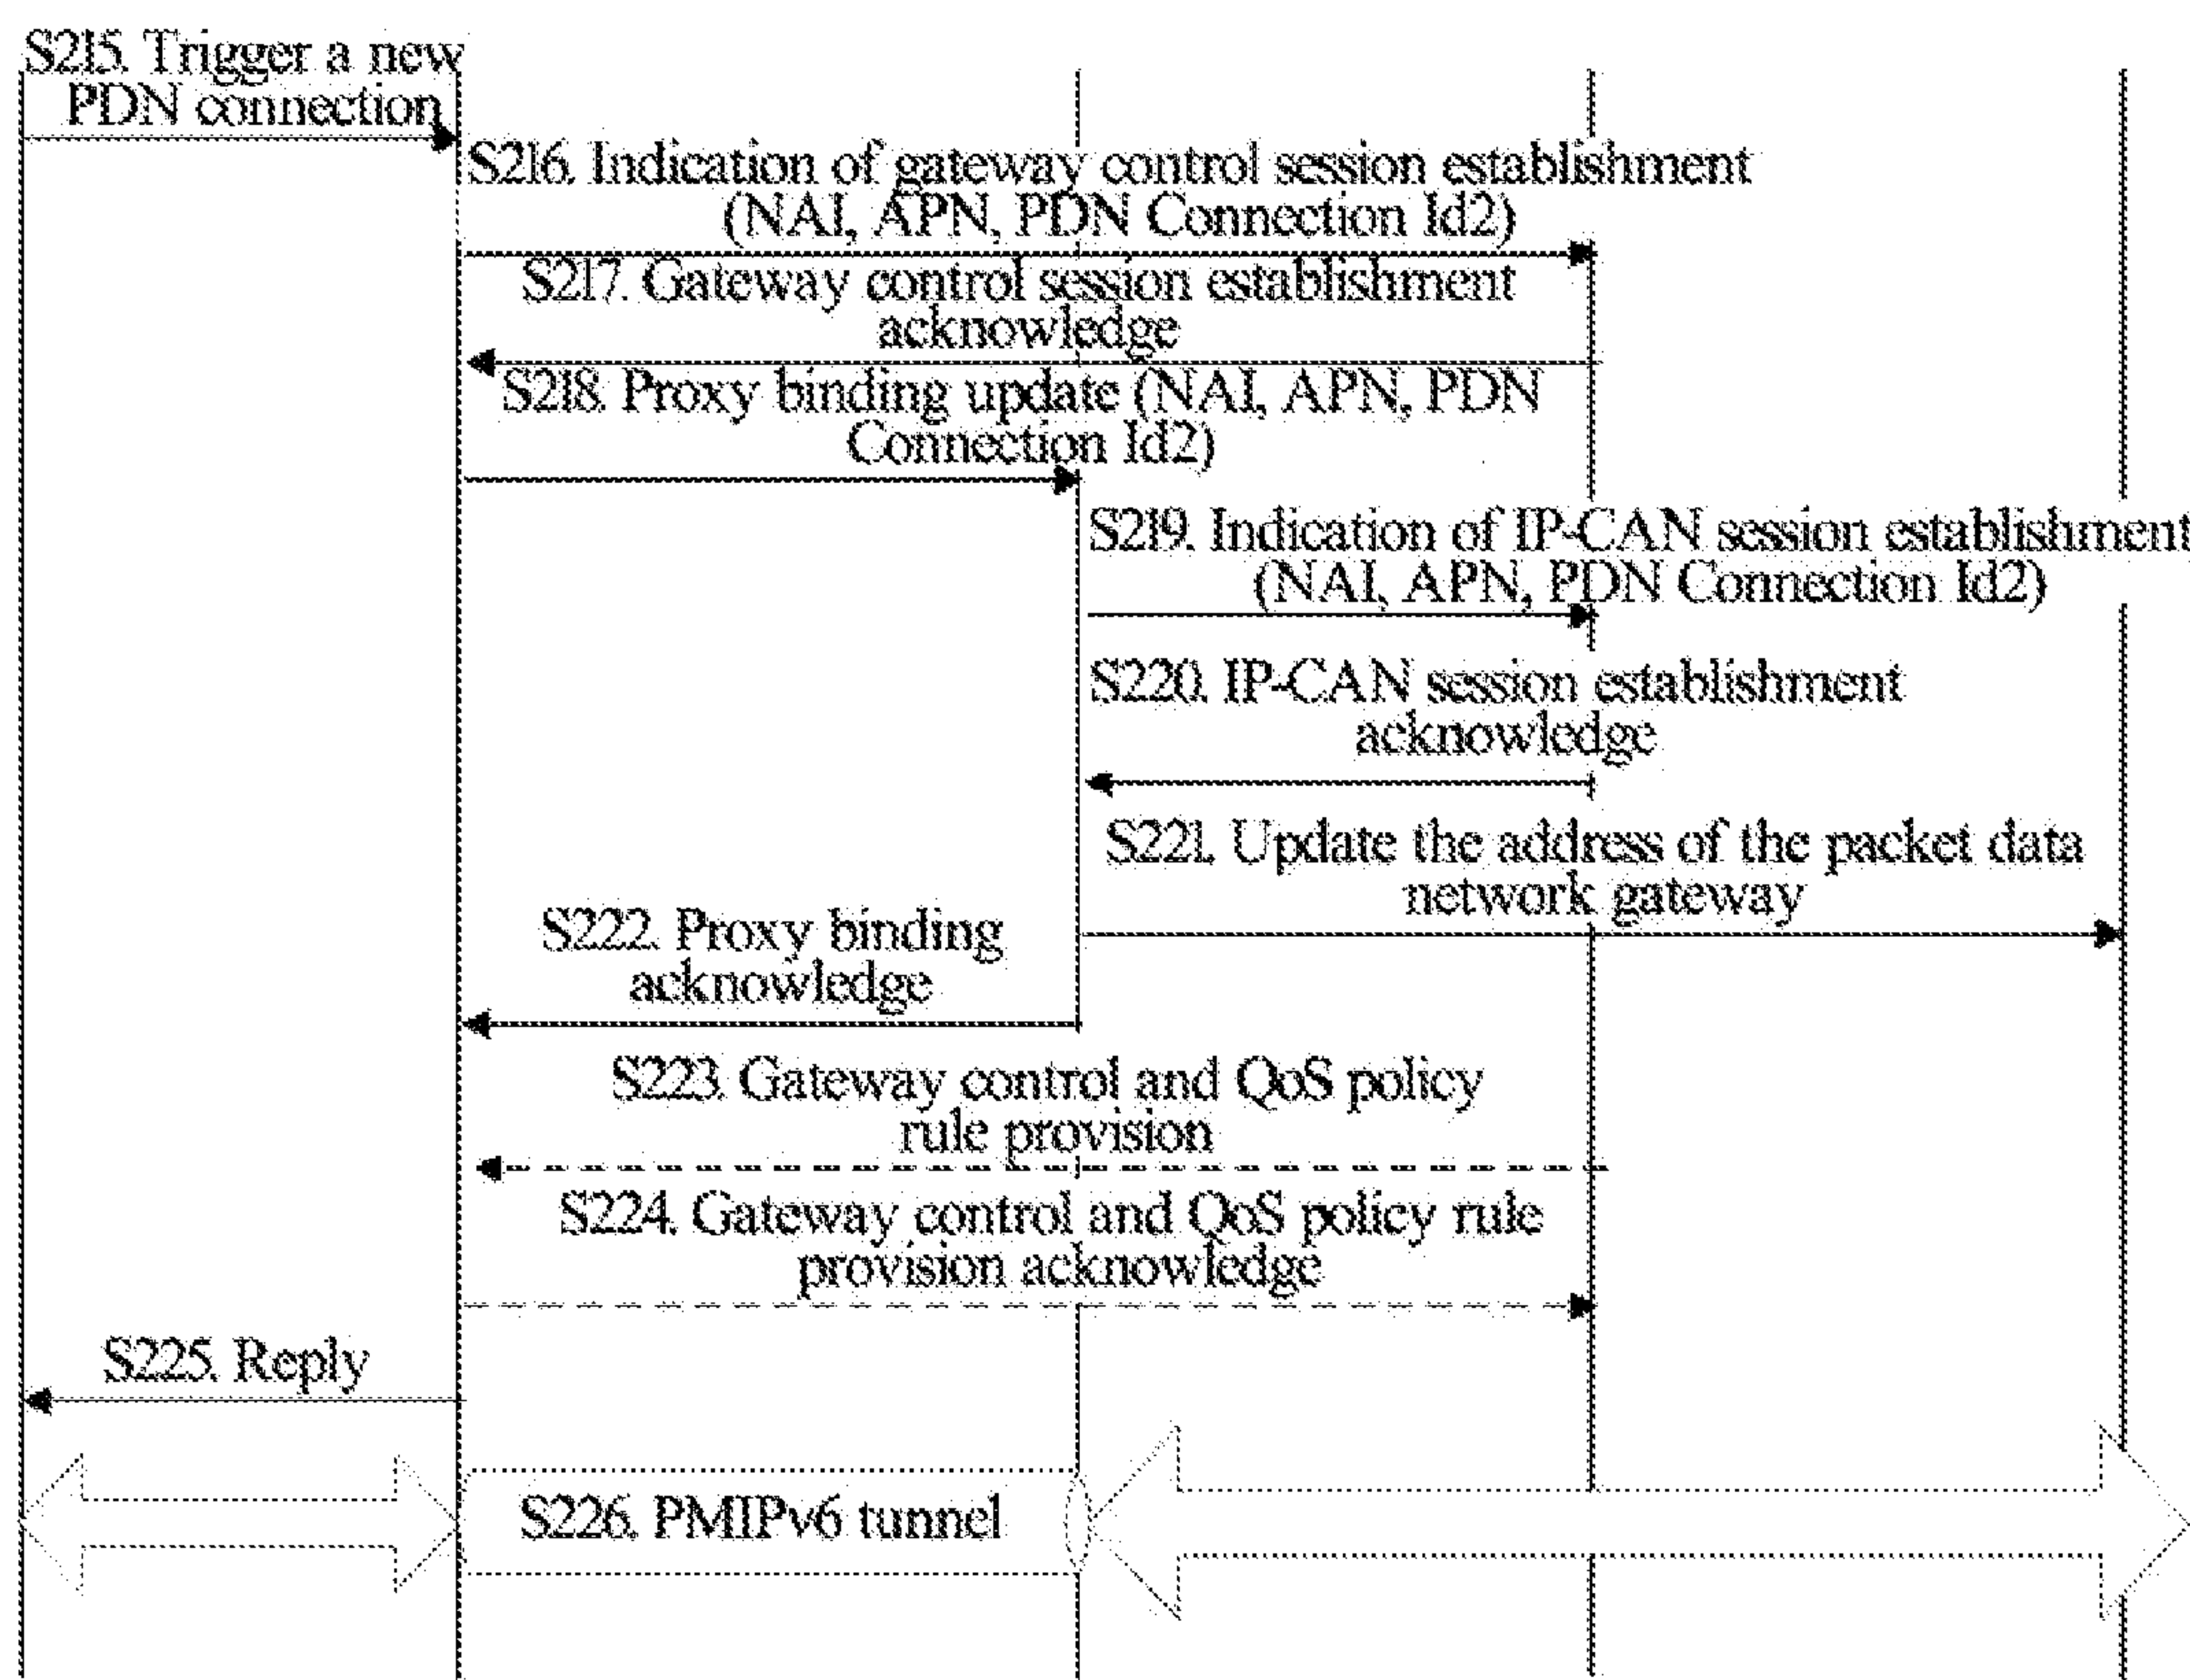 S215. Trigger a new
PDN connection
S216. Indication of gateway control session establishment
(NAI, APN, PDN Connection Id2)
S217. Gateway control session establishment
acknowledge
S218. Proxy binding update (NAI, APN, PDN
Connection Id2)
S219. Indication of IP-CAN session establishment
(NAI, APN, PDN Connection Id2)
S220. IP-CAN session establishment
acknowledge
S221. Update the address of the packet data
network gateway
S222. Proxy binding
acknowledge
S223. Gateway control and QoS policy
rule provision
S224. Gateway control and QoS policy rule
provision acknowledge
S225. Reply
S226. PMIPv6 tunnel